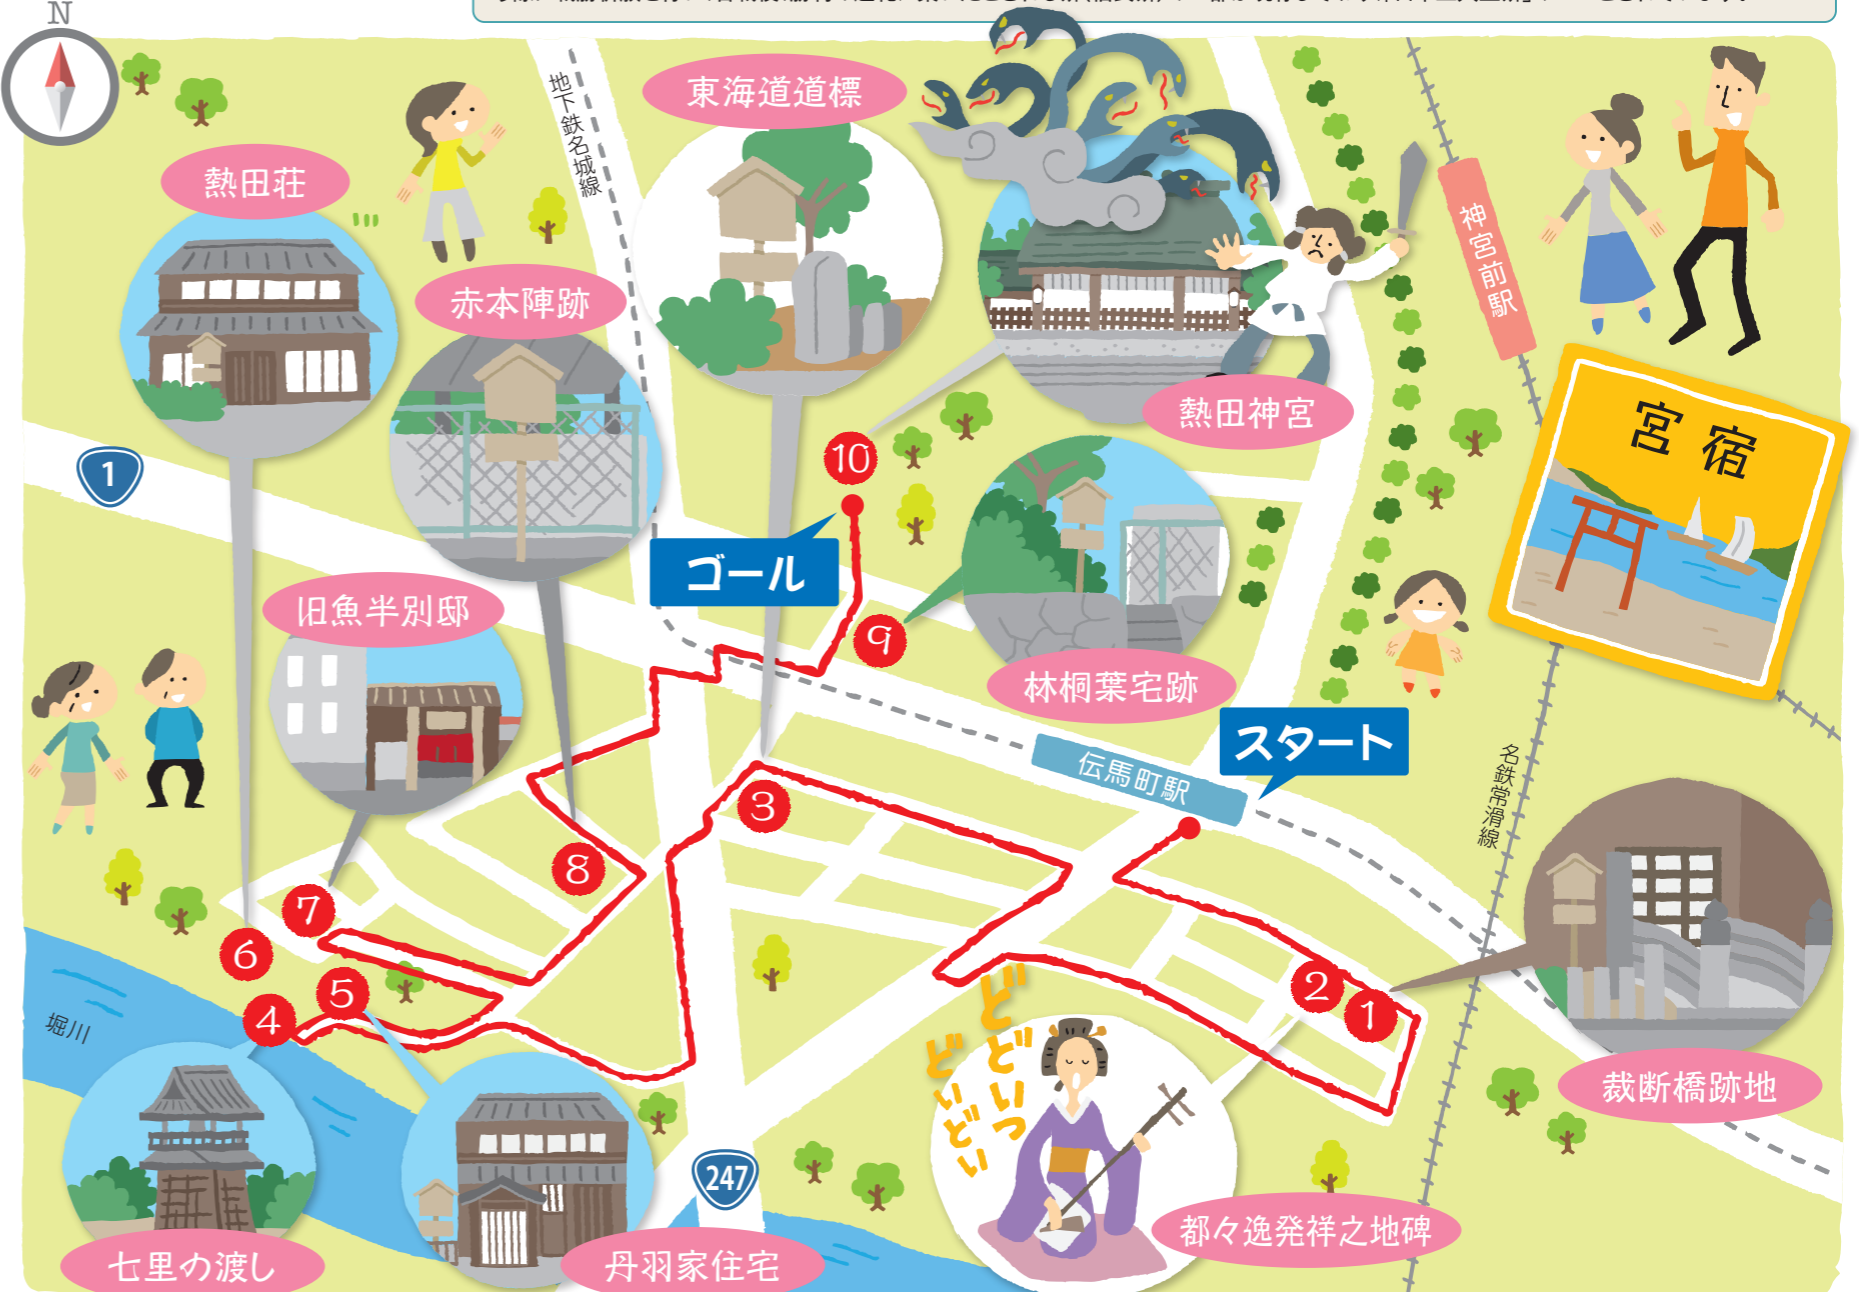 N
地下鉄名城線
東海道道標
熱田荘
赤本陣跡
神宮前駅
熱田神宮
宮宿
1
10
ゴール
旧魚半別邸
9
林桐葉宅跡
スタート
伝馬町駅
名鉄常滑線
3
8
7
6
5
4
2
1
堀川
どどいつ
どいどい
裁断橋跡地
247
都々逸発祥之地碑
七里の渡し
丹羽家住宅